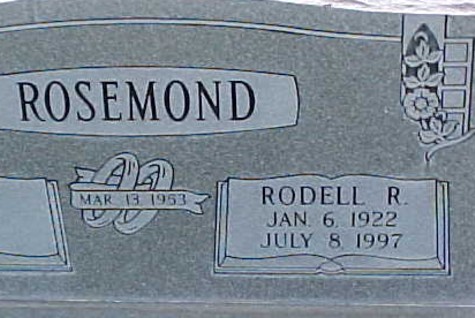 ROSEMOND
MAR. 13, 1953
RODELL R.
JAN. 6, 1922
JULY 8, 1997